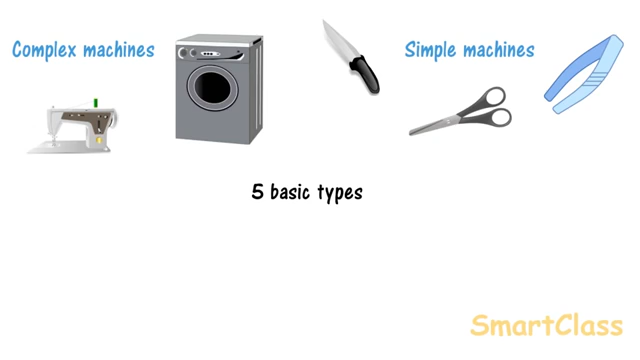 Complex machines
Simple machines
5 basic types
SmartClass